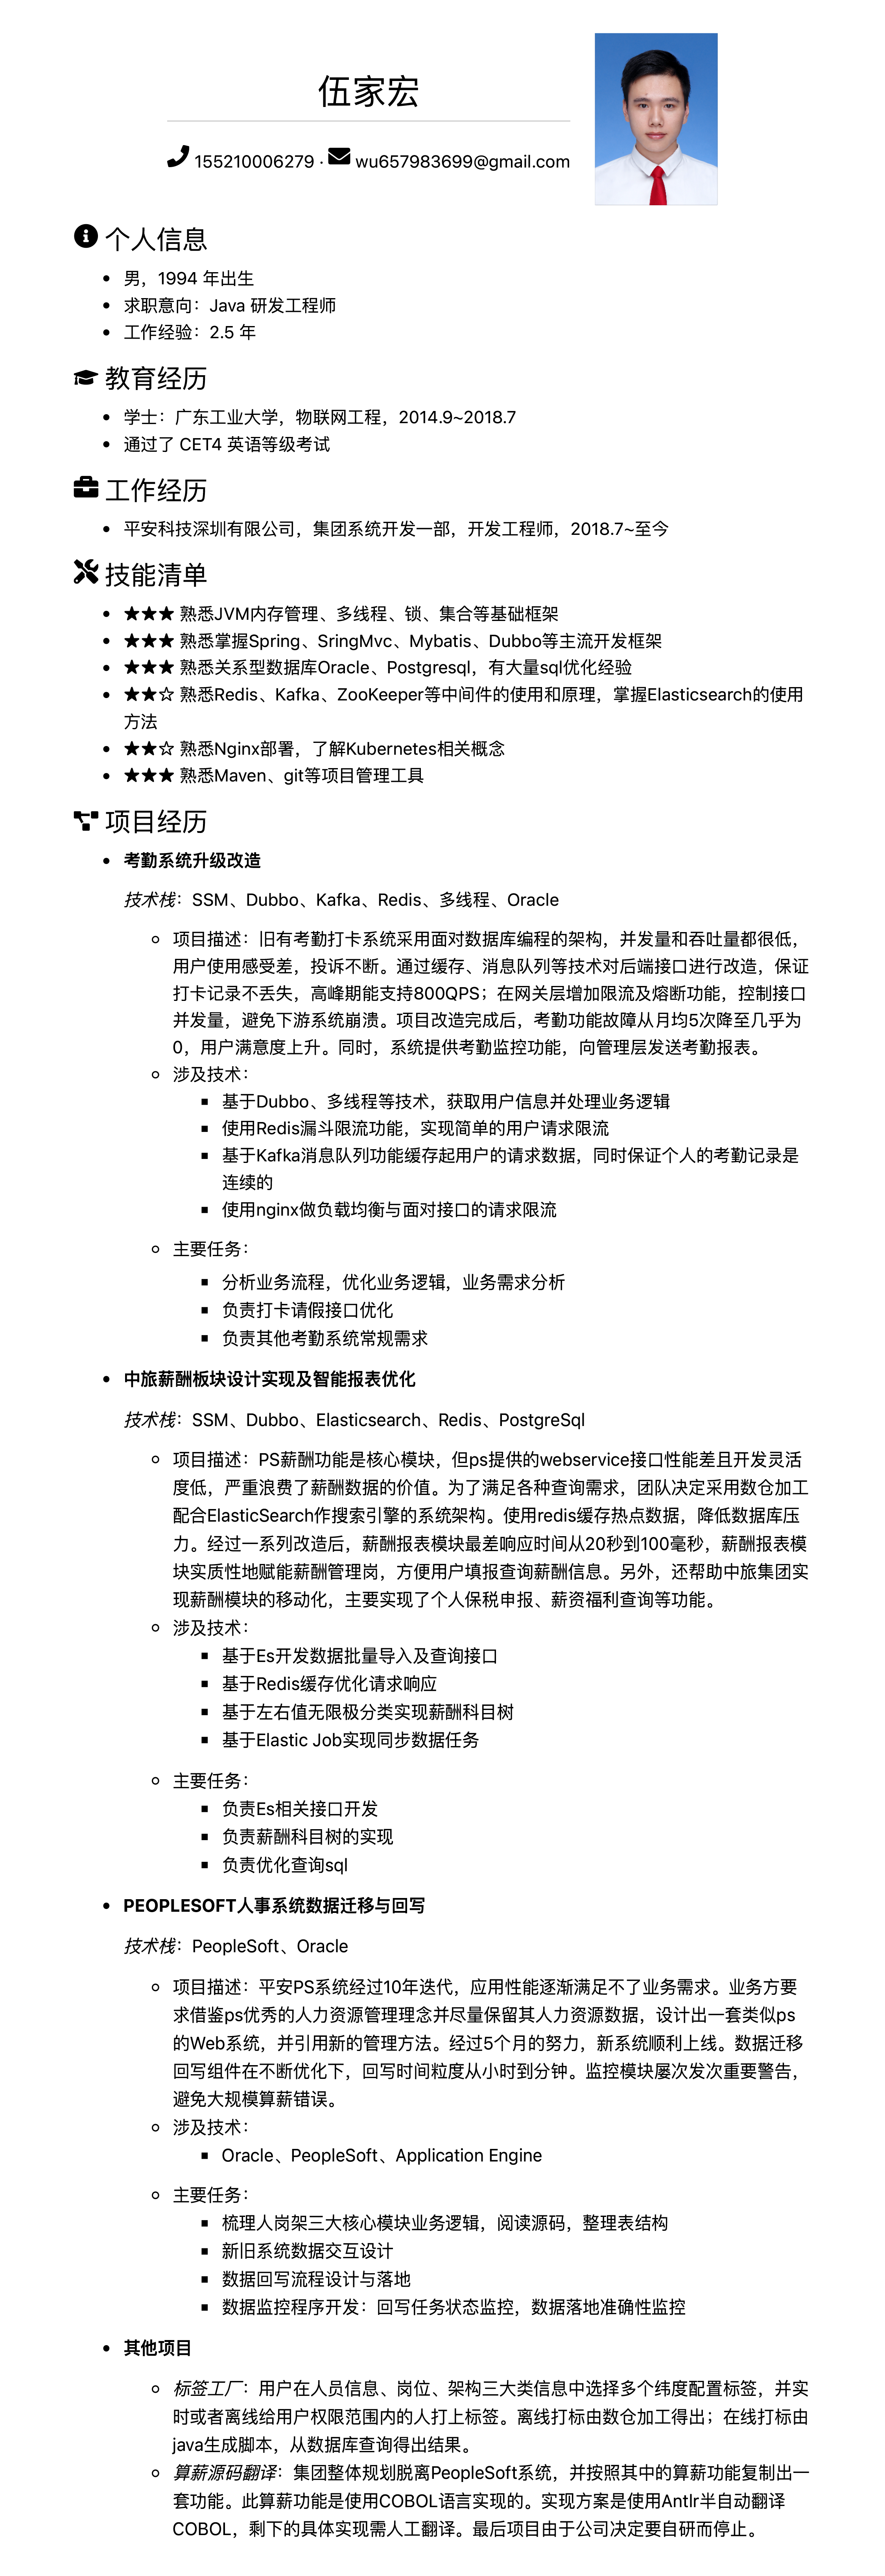 伍家宏
155210006279 · wu657983699@gmail.com
个人信息
• 男，1994 年出生
• 求职意向：Java 研发工程师
• 工作经验：2.5 年
教育经历
• 学士：广东工业大学，物联网工程，2014.9~2018.7
• 通过了 CET4 英语等级考试
工作经历
• 平安科技深圳有限公司，集团系统开发一部，开发工程师，2018.7~至今
技能清单
• ★★★ 熟悉JVM内存管理、多线程、锁、集合等基础框架
• ★★★ 熟悉掌握Spring、SringMvc、Mybatis、Dubbo等主流开发框架
• ★★★ 熟悉关系型数据库Oracle、Postgresql，有大量sql优化经验
• ★★☆ 熟悉Redis、Kafka、ZooKeeper等中间件的使用和原理，掌握Elasticsearch的使用
方法
• ★★☆ 熟悉Nginx部署，了解Kubernetes相关概念
• ★★★ 熟悉Maven、git等项目管理工具
项目经历
• 考勤系统升级改造
技术栈：SSM、Dubbo、Kafka、Redis、多线程、Oracle
◦ 项目描述：旧有考勤打卡系统采用面对数据库编程的架构，并发量和吞吐量都很低，
用户使用感受差，投诉不断。通过缓存、消息队列等技术对后端接口进行改造，保证
打卡记录不丢失，高峰期能支持800QPS；在网关层增加限流及熔断功能，控制接口
并发量，避免下游系统崩溃。项目改造完成后，考勤功能故障从月均5次降至几乎为
0，用户满意度上升。同时，系统提供考勤监控功能，向管理层发送考勤报表。
◦ 涉及技术：
▪ 基于Dubbo、多线程等技术，获取用户信息并处理业务逻辑
▪ 使用Redis漏斗限流功能，实现简单的用户请求限流
▪ 基于Kafka消息队列功能缓存起用户的请求数据，同时保证个人的考勤记录是
连续的
▪ 使用nginx做负载均衡与面对接口的请求限流
◦ 主要任务：
▪ 分析业务流程，优化业务逻辑，业务需求分析
▪ 负责打卡请假接口优化
▪ 负责其他考勤系统常规需求
• 中旅薪酬板块设计实现及智能报表优化
技术栈：SSM、Dubbo、Elasticsearch、Redis、PostgreSql
◦ 项目描述：PS薪酬功能是核心模块，但ps提供的webservice接口性能差且开发灵活
度低，严重浪费了薪酬数据的价值。为了满足各种查询需求，团队决定采用数仓加工
配合ElasticSearch作搜索引擎的系统架构。使用redis缓存热点数据，降低数据库压
力。经过一系列改造后，薪酬报表模块最差响应时间从20秒到100毫秒，薪酬报表模
块实质性地赋能薪酬管理岗，方便用户填报查询薪酬信息。另外，还帮助中旅集团实
现薪酬模块的移动化，主要实现了个人保税申报、薪资福利查询等功能。
◦ 涉及技术：
▪ 基于Es开发数据批量导入及查询接口
▪ 基于Redis缓存优化请求响应
▪ 基于左右值无限极分类实现薪酬科目树
▪ 基于Elastic Job实现同步数据任务
◦ 主要任务：
▪ 负责Es相关接口开发
▪ 负责薪酬科目树的实现
▪ 负责优化查询sql
• PEOPLESOFT人事系统数据迁移与回写
技术栈：PeopleSoft、Oracle
◦ 项目描述：平安PS系统经过10年迭代，应用性能逐渐满足不了业务需求。业务方要
求借鉴ps优秀的人力资源管理理念并尽量保留其人力资源数据，设计出一套类似ps
的Web系统，并引用新的管理方法。经过5个月的努力，新系统顺利上线。数据迁移
回写组件在不断优化下，回写时间粒度从小时到分钟。监控模块屡次发次重要警告，
避免大规模算薪错误。
◦ 涉及技术：
▪ Oracle、PeopleSoft、Application Engine
◦ 主要任务：
▪ 梳理人岗架三大核心模块业务逻辑，阅读源码，整理表结构
▪ 新旧系统数据交互设计
▪ 数据回写流程设计与落地
▪ 数据监控程序开发：回写任务状态监控，数据落地准确性监控
• 其他项目
◦ 标签工厂：用户在人员信息、岗位、架构三大类信息中选择多个纬度配置标签，并实
时或者离线给用户权限范围内的人打上标签。离线打标由数仓加工得出；在线打标由
java生成脚本，从数据库查询得出结果。
◦ 算薪源码翻译：集团整体规划脱离PeopleSoft系统，并按照其中的算薪功能复制出一
套功能。此算薪功能是使用COBOL语言实现的。实现方案是使用Antlr半自动翻译
COBOL，剩下的具体实现需人工翻译。最后项目由于公司决定要自研而停止。